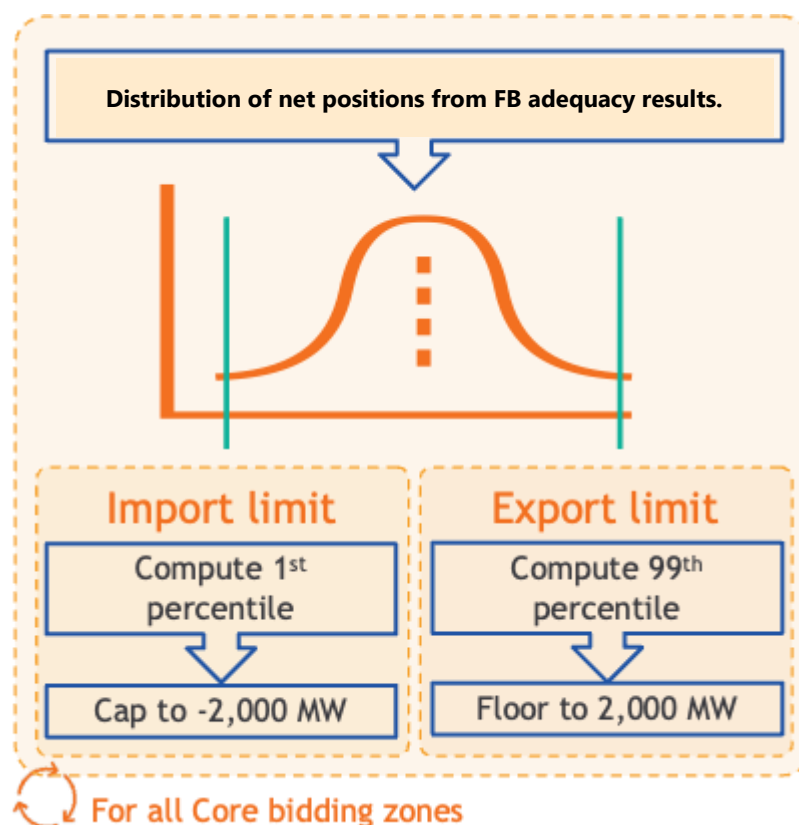 Distribution of net positions from FB adequacy results.
Import limit
Compute 1st
percentile
Cap to -2,000 MW
Export limit
Compute 99th
percentile
Floor to 2,000 MW
For all Core bidding zones